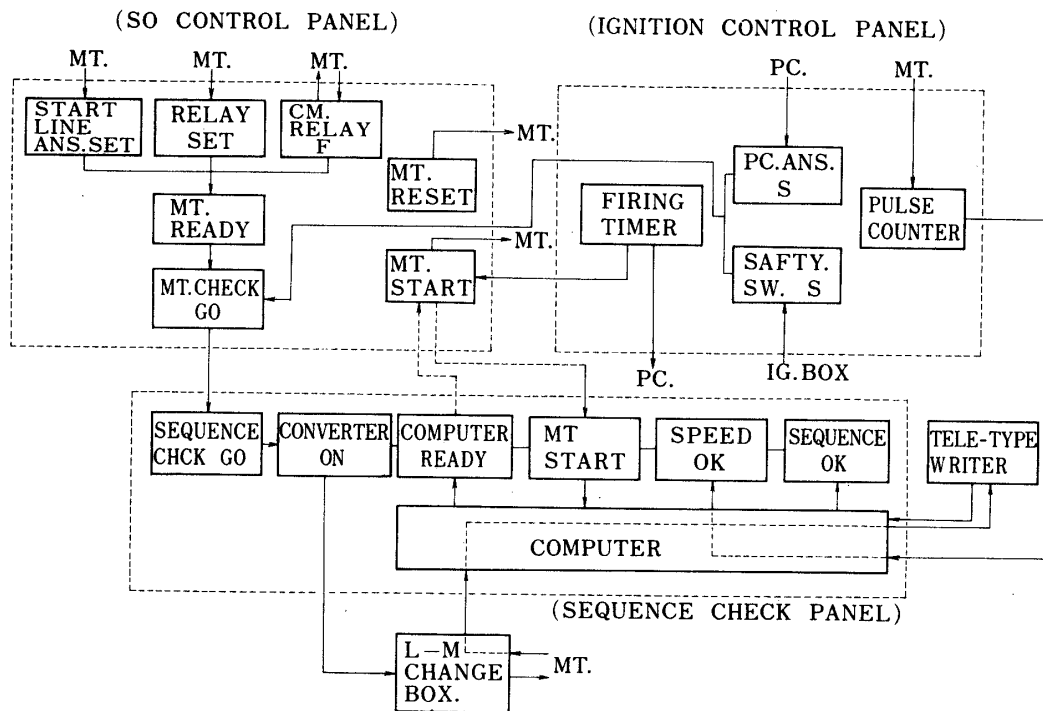 (SO CONTROL PANEL)
(IGNITION CONTROL PANEL)
MT.
MT.
MT.
PC.
MT.
START
LINE
ANS.SET
RELAY
SET
CM.
RELAY
F
MT.
MT.
RESET
PC.ANS.
S
MT.
READY
FIRING
TIMER
PULSE
COUNTER
MT.
MT.
START
MT.CHECK
GO
SAFTY.
SW. S
PC.
IG.BOX
SEQUENCE
CHCK GO
CONVERTER
ON
COMPUTER
READY
MT
START
SPEED
OK
SEQUENCE
OK
TELE-TYPE
WRITER
COMPUTER
(SEQUENCE CHECK PANEL)
L-M
CHANGE
BOX.
MT.